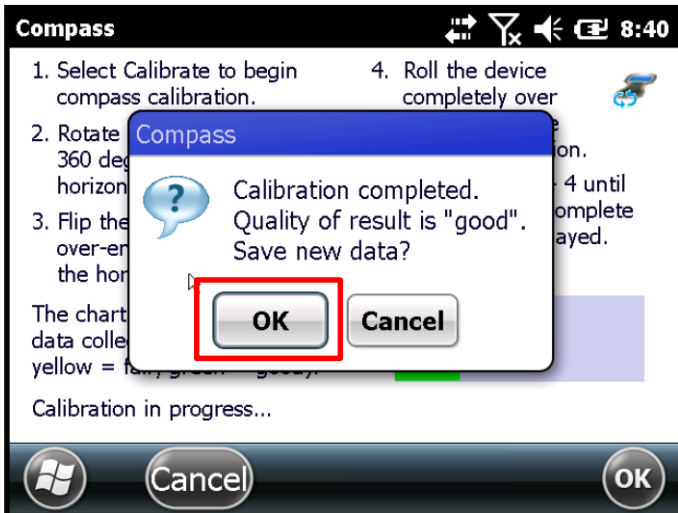 Compass
8:40
1. Select Calibrate to begin
compass calibration.
2. Rotate
360 deg
horizon
3. Flip the
over-er
the hor
The chart
data colle
yellow =
4. Roll the device
completely over
ion.
4 until
omplete
ayed.
Compass
Calibration completed.
Quality of result is "good".
Save new data?
OK
Cancel
Calibration in progress...
Cancel
OK